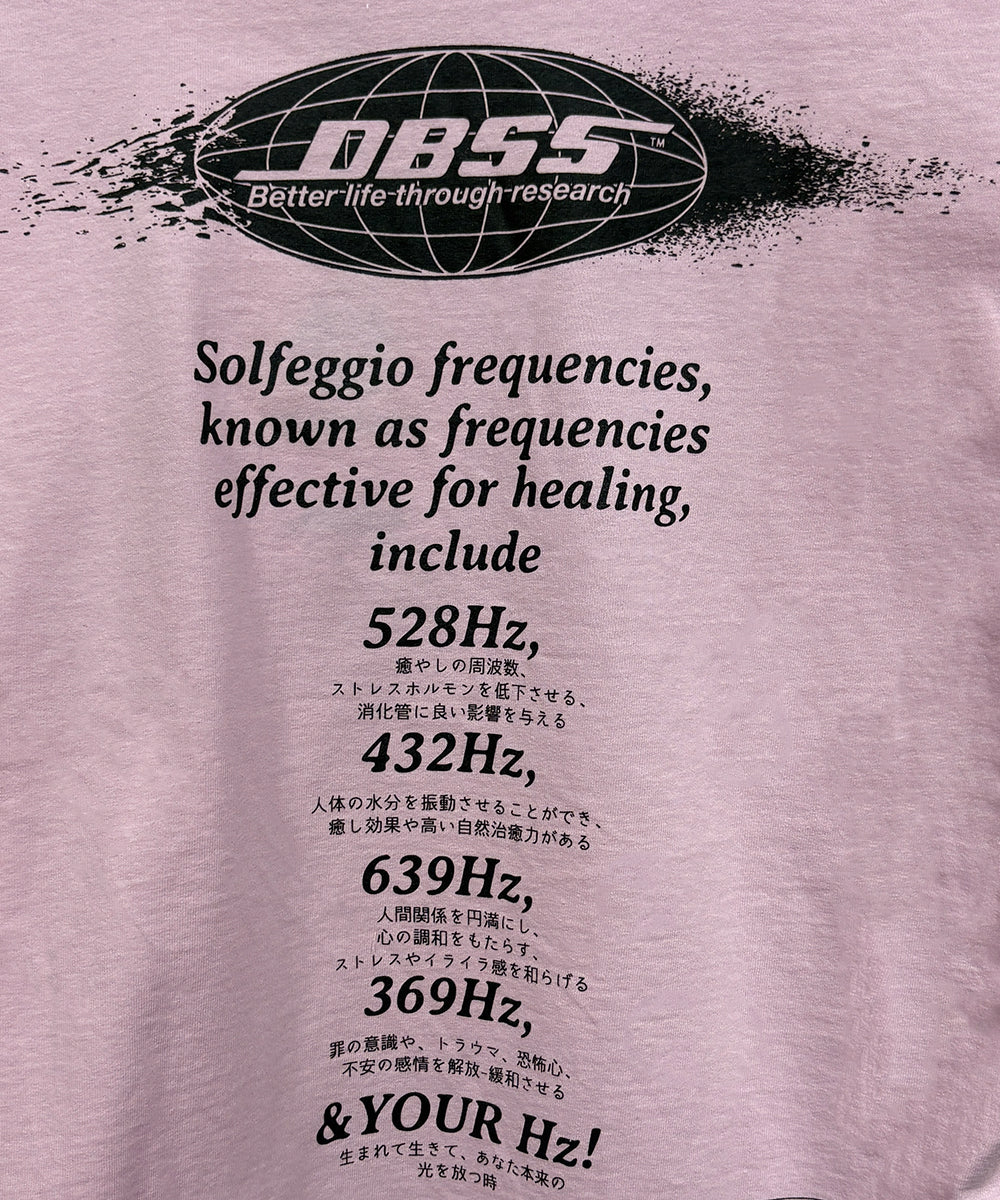 DBSS™
Better life through research
Solfeggio frequencies,
known as frequencies
effective for healing,
include
528Hz,
癒やしの周波数、
ストレスホルモンを低下させる、
消化管に良い影響を与える
432Hz,
人体の水分を振動させることができ、
癒し効果や高い自然治癒力がある
639Hz,
人間関係を円満にし、
心の調和をもたらす、
ストレスやイライラ感を和らげる
369Hz,
罪の意識や、トラウマ、恐怖心、
不安の感情を解放-緩和させる
&YOUR Hz!
生まれて生きて、あなた本来の
光を放つ時